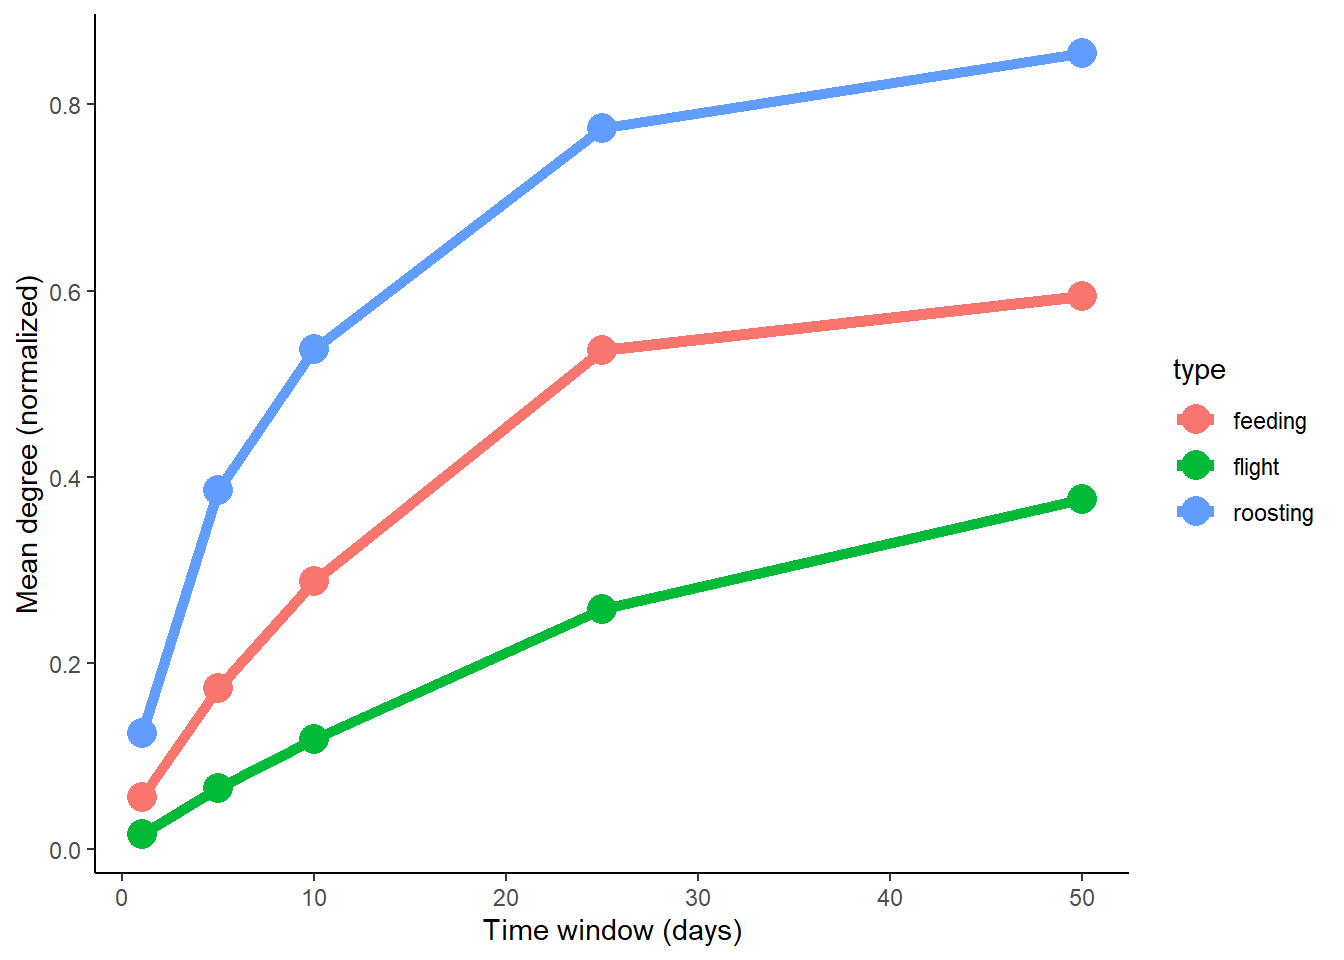 Mean degree (normalized)
0.8
0.6
0.4
0.2
0.0
0 10 20 30 40 50
Time window (days)
type
feeding
flight
roosting